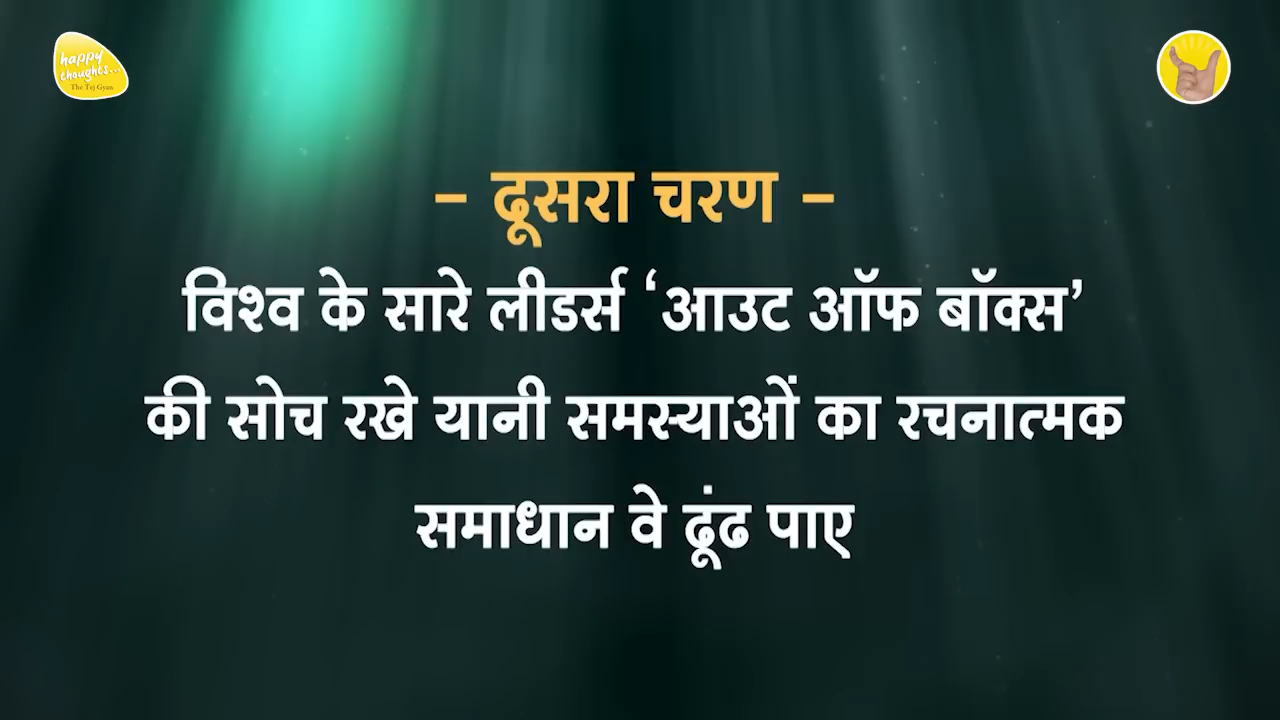 happy
thoughts...
The Tej Gyan
– दूसरा चरण –
विश्व के सारे लीडर्स ‘आउट ऑफ बॉक्स’
की सोच रखे यानी समस्याओं का रचनात्मक
समाधान वे ढूंढ पाए